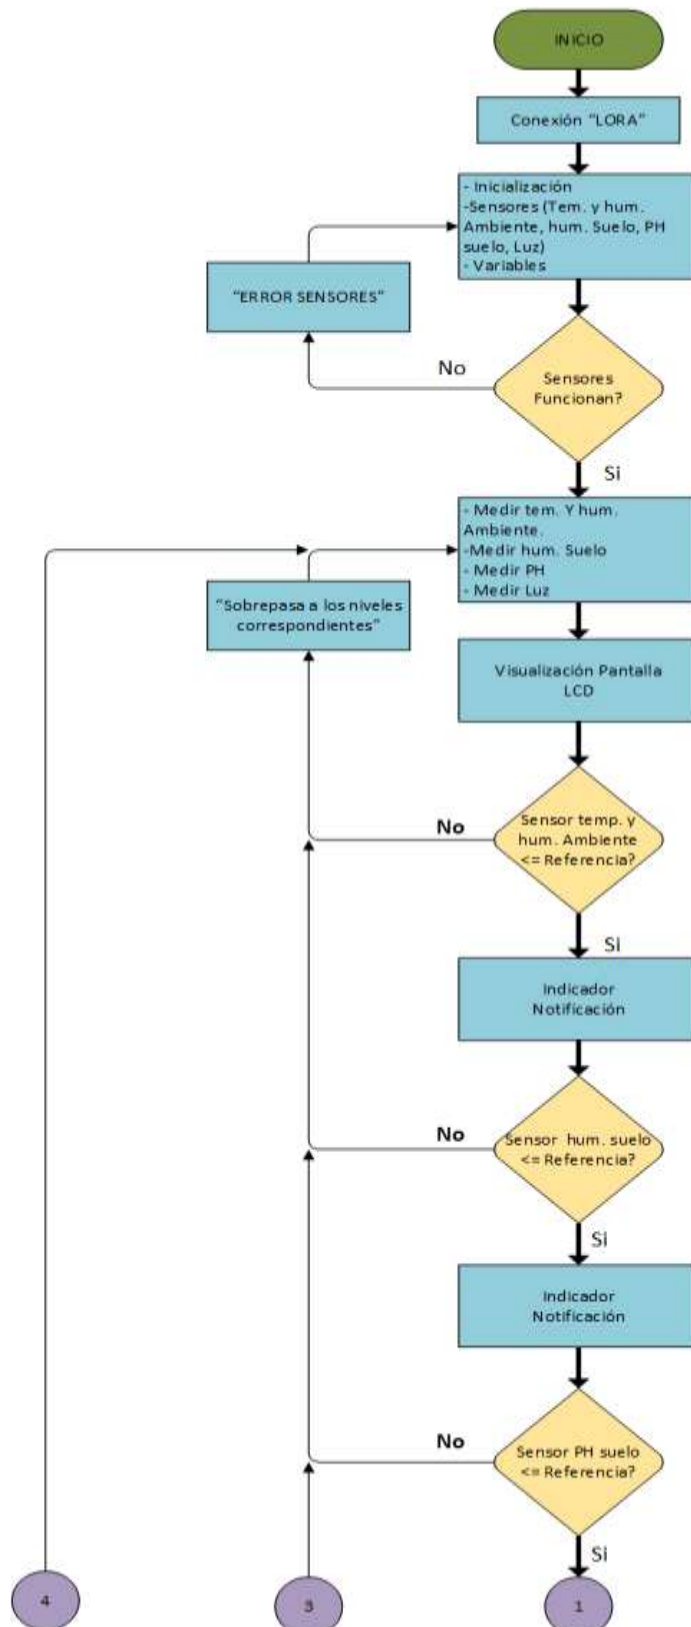 INICIO
Conexión "LORA"
- Inicialización
-Sensores (Tem. y hum.
Ambiente, hum. Suelo, PH
suelo, Luz)
- Variables
"ERROR SENSORES"
No
Sensores
Funcionan?
Si
- Medir tem. Y hum.
Ambiente.
-Medir hum. Suelo
- Medir PH
- Medir Luz
"Sobrepasa a los niveles
correspondientes"
Visualización Pantalla
LCD
No
Sensor temp. y
hum. Ambiente
<= Referencia?
Si
Indicador
Notificación
No
Sensor hum. suelo
<= Referencia?
Si
Indicador
Notificación
No
Sensor PH suelo
<= Referencia?
Si
4
3
1